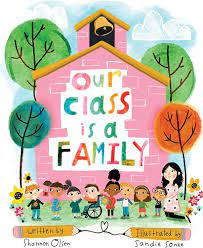 our
class
is a
FAMILY
written by
Shannon Olsen
Illustrated by
Sandie Sonke